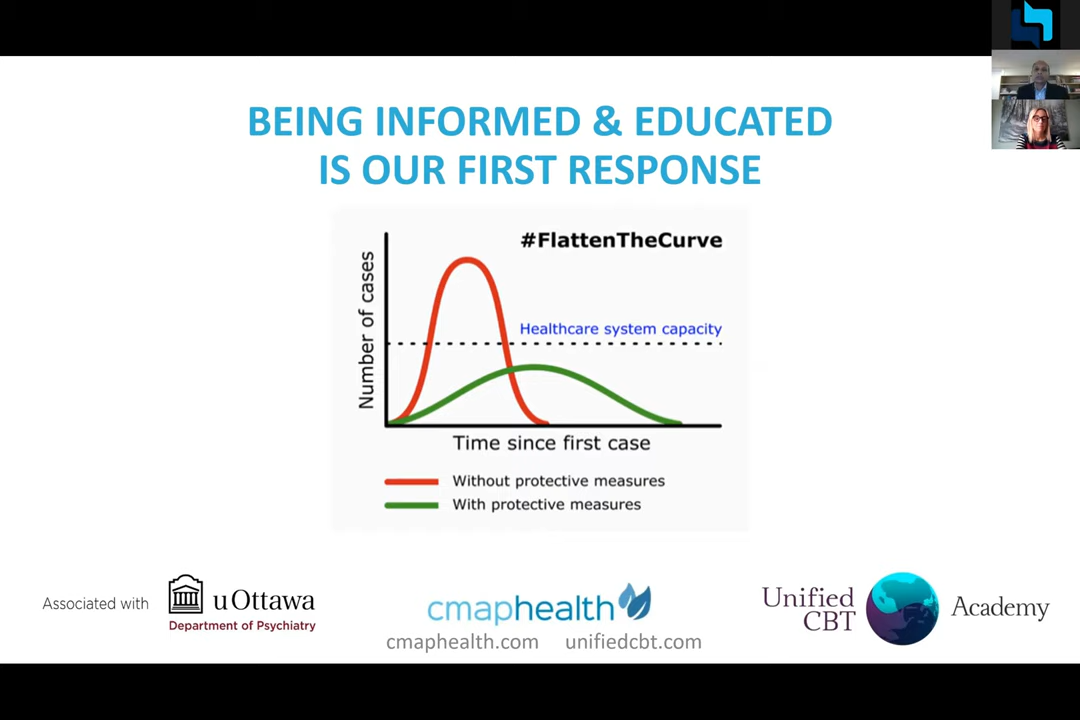 BEING INFORMED & EDUCATED
IS OUR FIRST RESPONSE
#FlattenTheCurve
Number of cases
Healthcare system capacity
Time since first case
Without protective measures
With protective measures
Associated with
uOttawa
Department of Psychiatry
cmaphealth
cmaphealth.com unifiedcbt.com
Unified
CBT
Academy